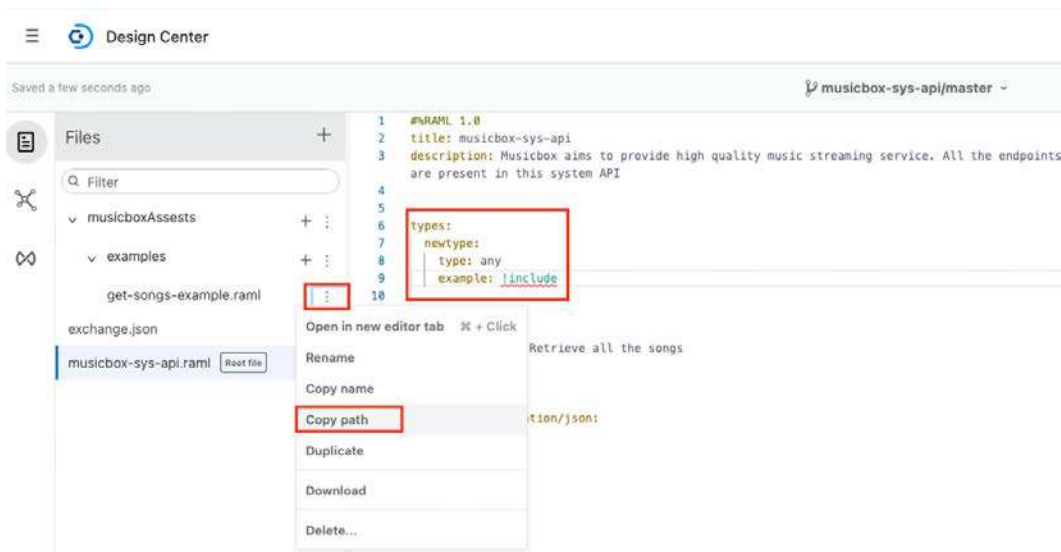 Design Center
Saved a few seconds ago
musicbox-sys-api/master
Files
Filter
musicboxAssests
examples
get-songs-example.raml
exchange.json
musicbox-sys-api.raml Root file
1 #%RAML 1.0
2 title: musicbox-sys-api
3 description: Musicbox aims to provide high quality music streaming service. All the endpoints
are present in this system API
4
5
6 types:
7 newtype:
8 type: any
9 example: !include
10
Retrieve all the songs
tion/json:
Open in new editor tab ⌘ + Click
Rename
Copy name
Copy path
Duplicate
Download
Delete...